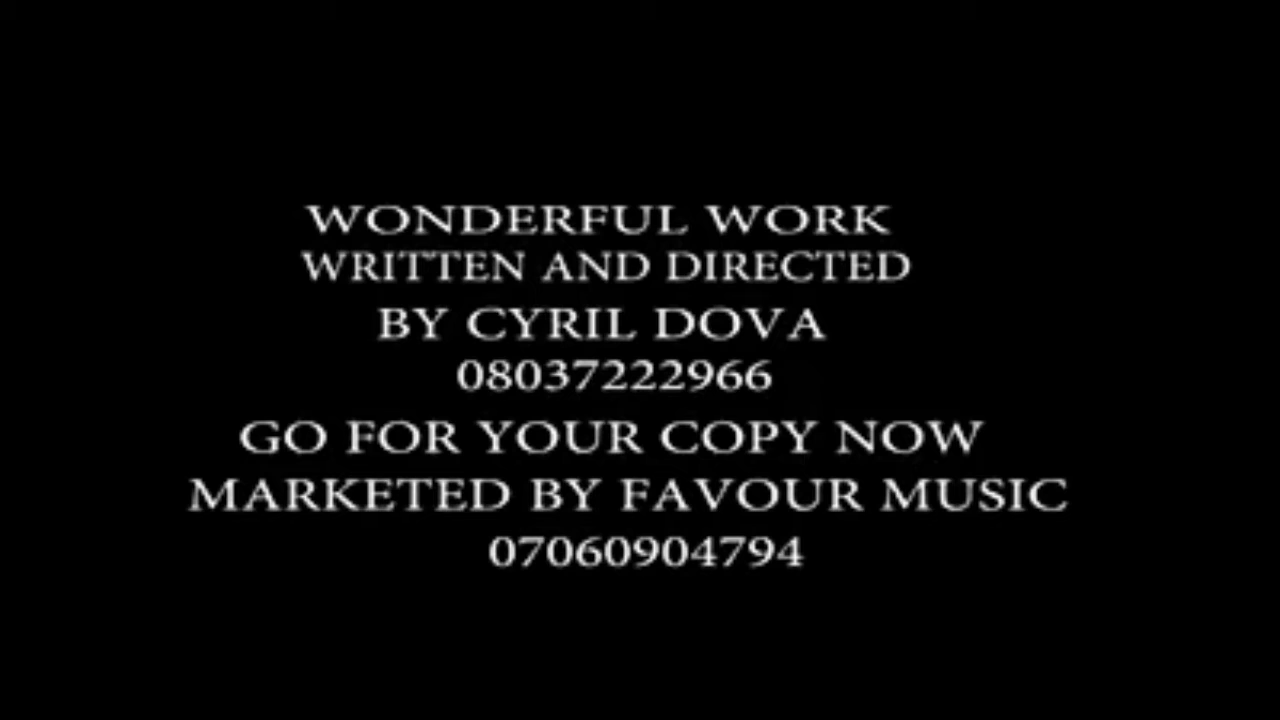 WONDERFUL WORK
WRITTEN AND DIRECTED
BY CYRIL DOVA
08037222966
GO FOR YOUR COPY NOW
MARKETED BY FAVOUR MUSIC
07060904794